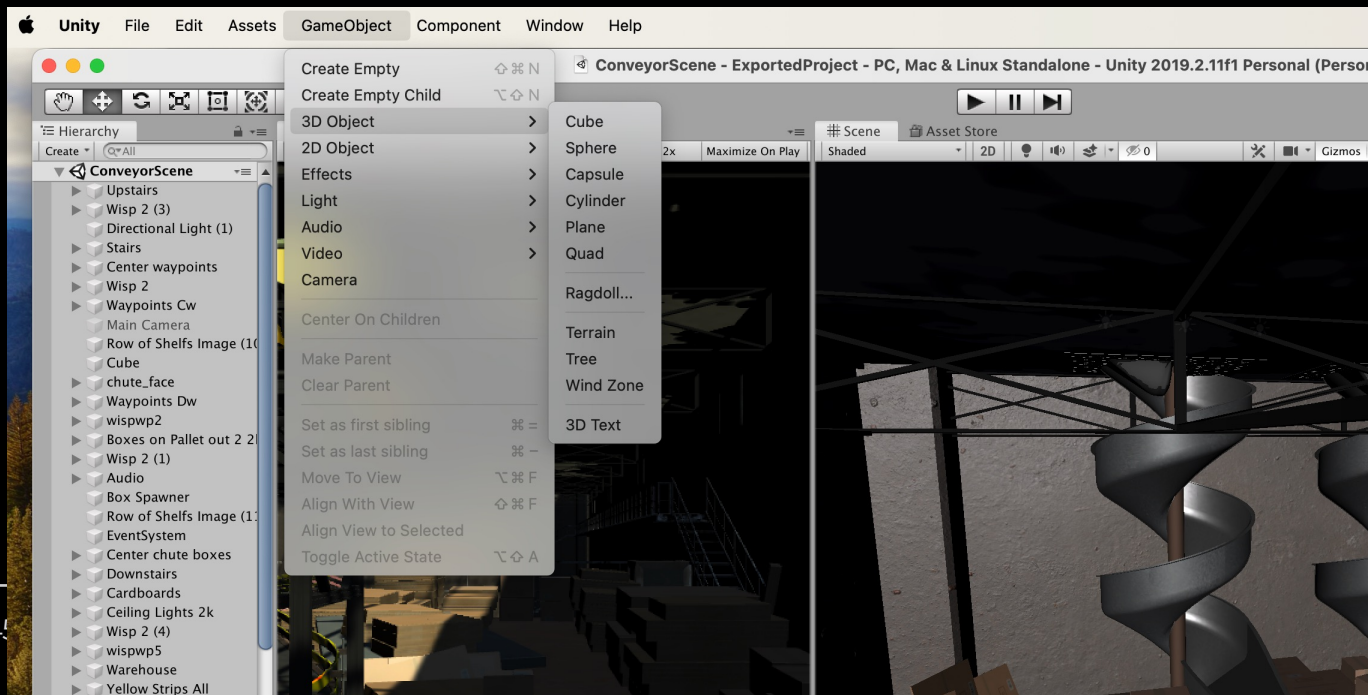 Unity File Edit Assets GameObject Component Window Help
ConveyorScene - ExportedProject - PC, Mac & Linux Standalone - Unity 2019.2.11f1 Personal
Hierarchy
Create All
ConveyorScene
Upstairs
Wisp 2 (3)
Directional Light (1)
Stairs
Center waypoints
Wisp 2
Waypoints Cw
Main Camera
Row of Shelfs Image
Cube
chute_face
Waypoints Dw
wispwp2
Boxes on Pallet out 2
Wisp 2 (1)
Audio
Box Spawner
Row of Shelfs Image
EventSystem
Center chute boxes
Downstairs
Cardboards
Ceiling Lights 2k
Wisp 2 (4)
wispwp5
Warehouse
Yellow Strips All
Create Empty ⇧⌘N
Create Empty Child ⌥⇧N
3D Object
2D Object
Effects
Light
Audio
Video
Camera
Center On Children
Make Parent
Clear Parent
Set as first sibling ⌘=
Set as last sibling ⌘-
Move To View ⌥⌘F
Align With View ⇧⌘F
Align View to Selected
Toggle Active State ⌥⇧A
Cube
Sphere
Capsule
Cylinder
Plane
Quad
Ragdoll...
Terrain
Tree
Wind Zone
3D Text
2x Maximize On Play
Scene Asset Store
Shaded 2D 0 Gizmos